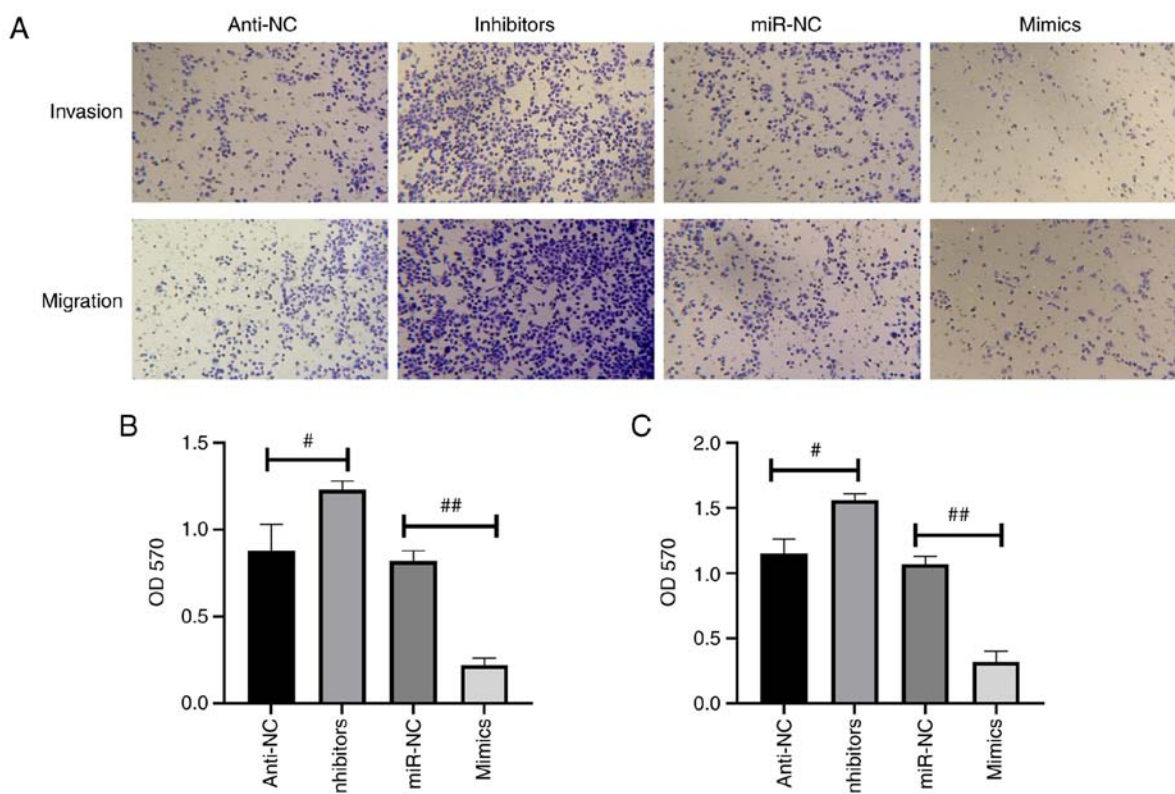 A
Anti-NC
Inhibitors
miR-NC
Mimics
Invasion
Migration
B
OD 570
1.5
1.0
0.5
0.0
#
##
Anti-NC
nhibitors
miR-NC
Mimics
C
OD 570
2.0
1.5
1.0
0.5
0.0
#
##
Anti-NC
nhibitors
miR-NC
Mimics